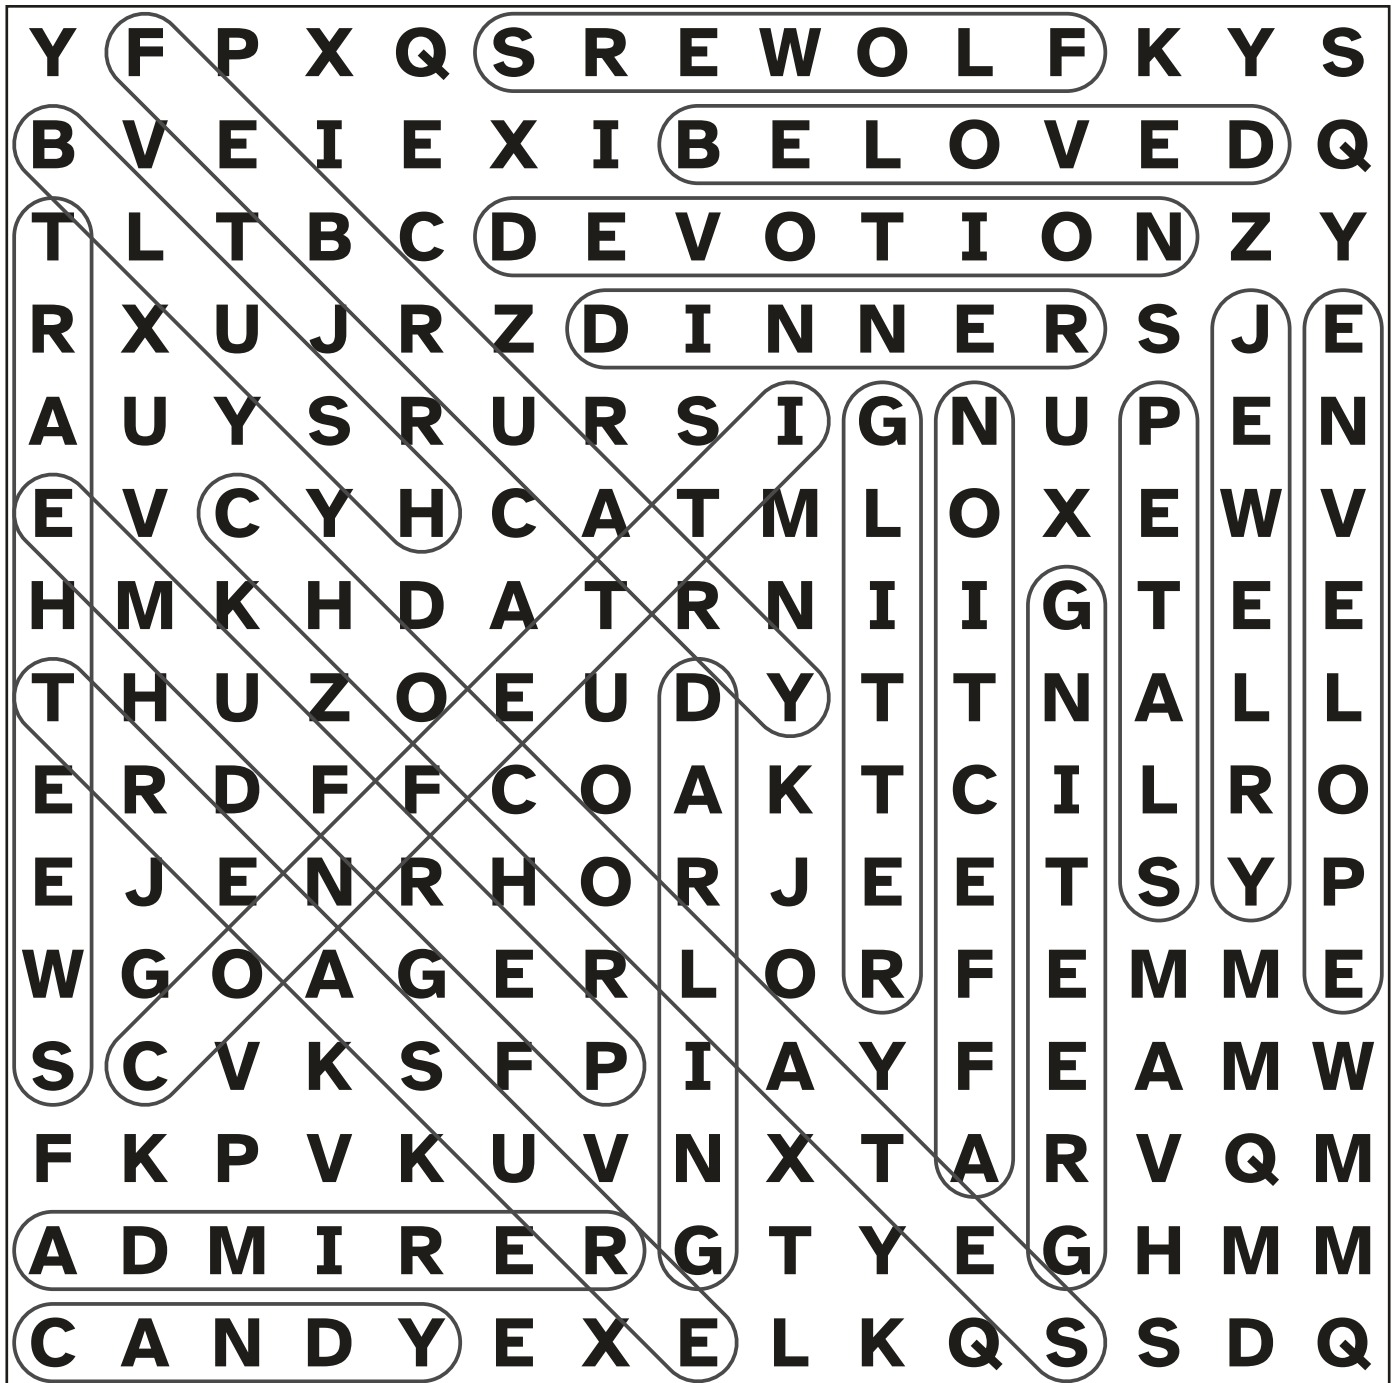 Y F P X Q S R E W O L F K Y S
B V E I E X I B E L O V E D Q
T L T B C D E V O T I O N Z Y
R X U J R Z D I N N E R S J E
A U Y S R U R S I G N U P E N
E V C Y H C A T M L O X E W V
H M K H D A T R N I I G T E E
T H U Z O E U D Y T T N A L L
E R D F F C O A K T C I L R O
E J E N R H O R J E E T S Y P
W G O A G E R L O R F E M M E
S C V K S F P I A Y F E A M W
F K P V K U V N X T A R V Q M
A D M I R E R G T Y E G H M M
C A N D Y E X E L K Q S S D Q